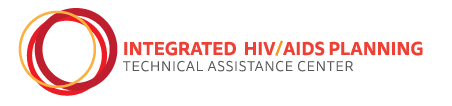 INTEGRATED HIV/AIDS PLANNING
TECHNICAL ASSISTANCE CENTER